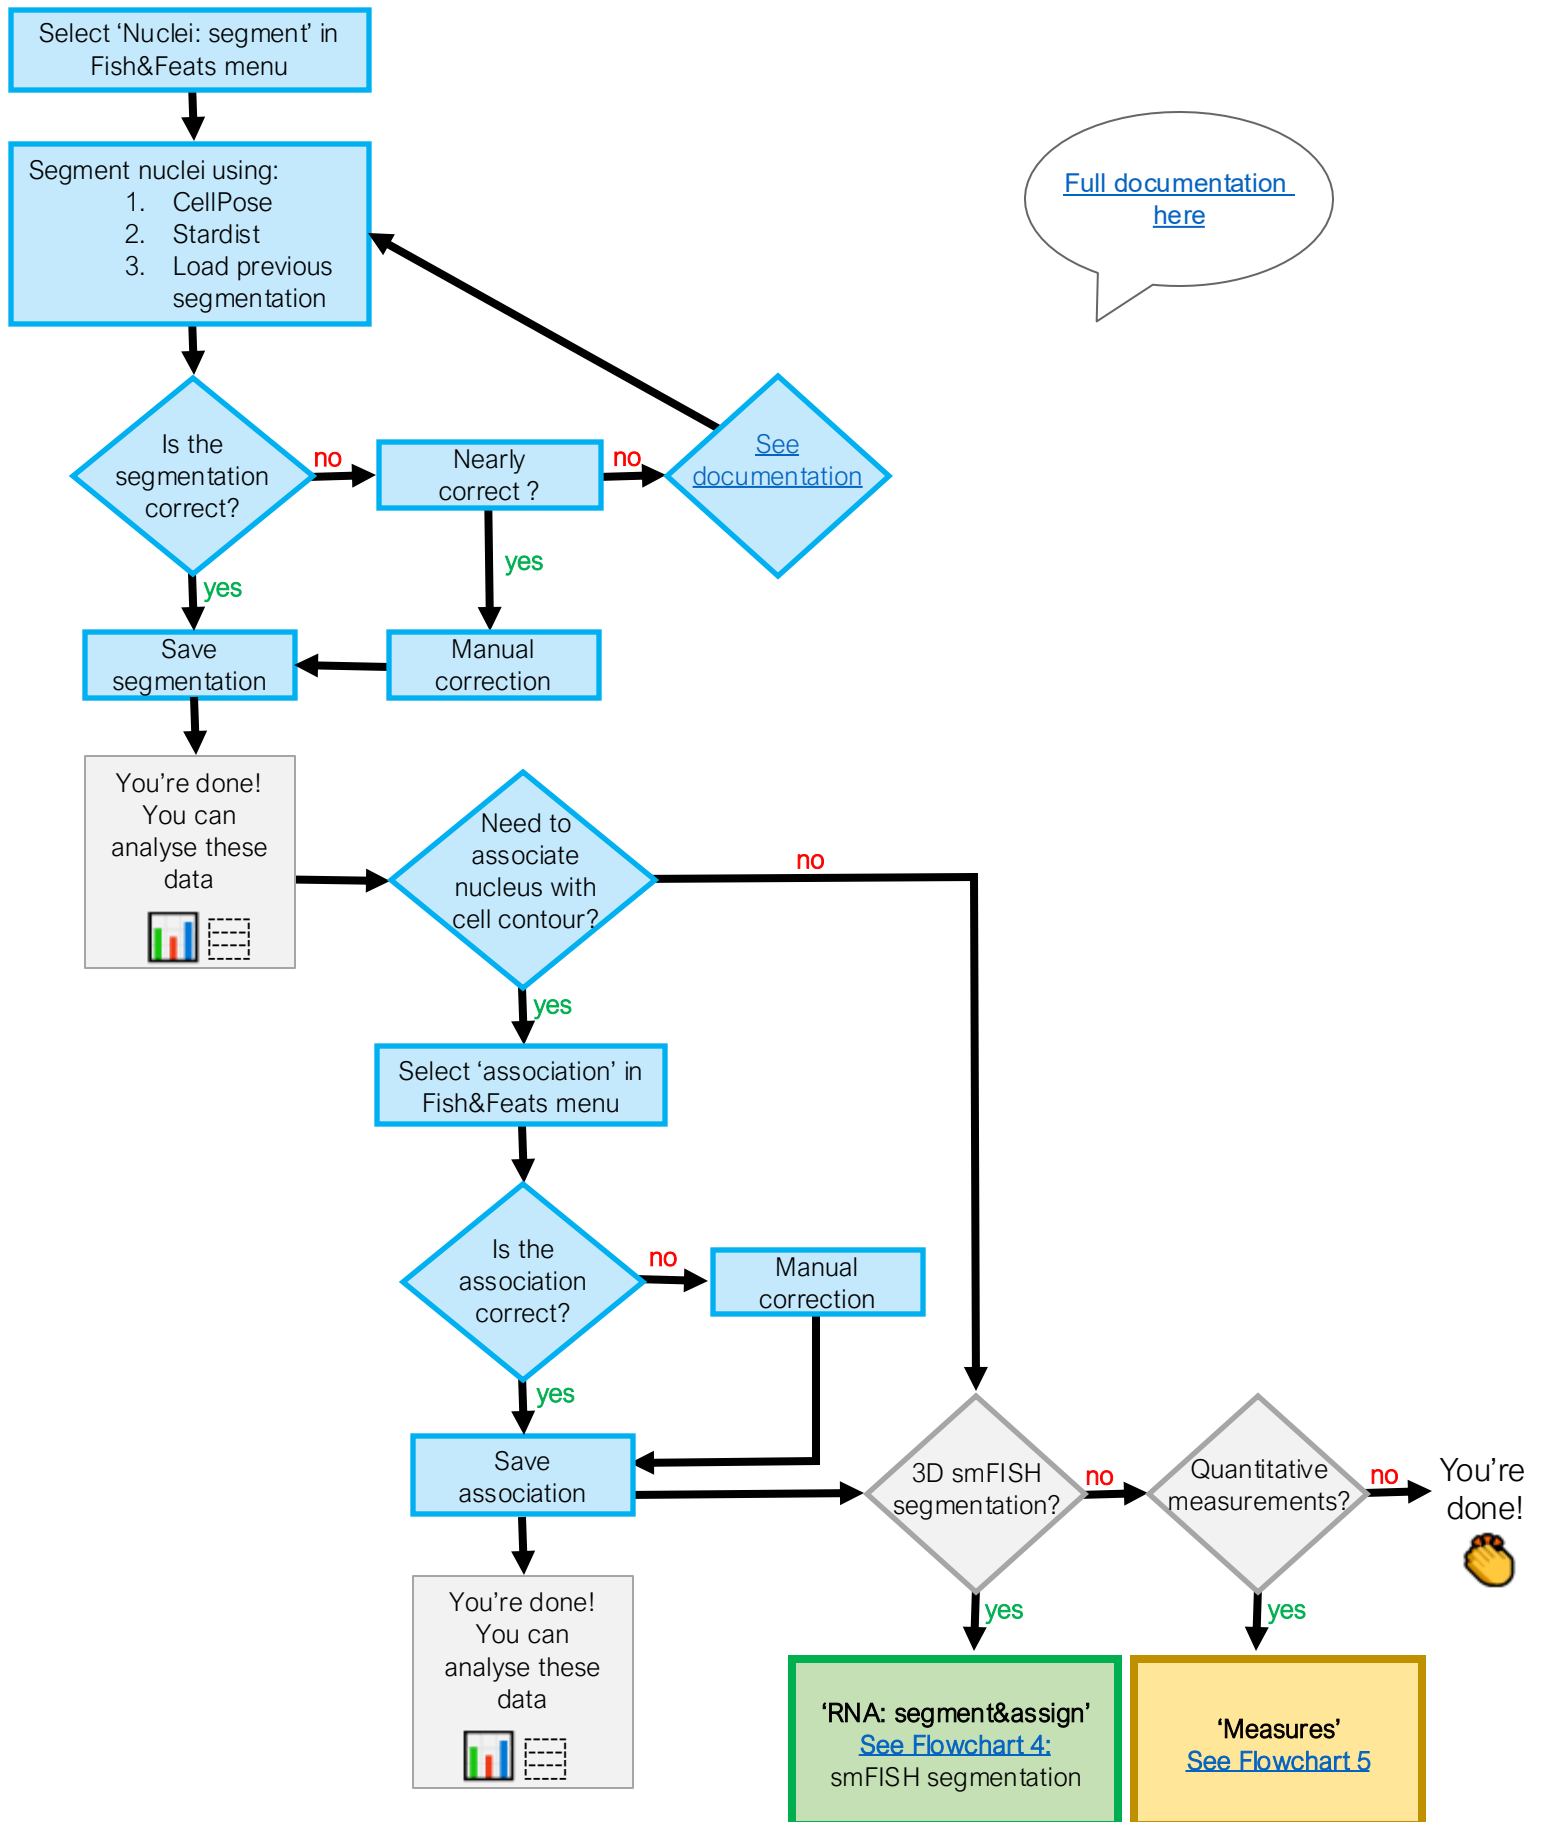 Select ‘Nuclei: segment’ in
Fish&Feats menu
Segment nuclei using:
1. CellPose
2. Stardist
3. Load previous
segmentation
Full documentation
here
Is the
segmentation
correct?
no
Nearly
correct ?
no
See
documentation
yes
yes
Save
segmentation
Manual
correction
You’re done!
You can
analyse these
data
Need to
associate
nucleus with
cell contour?
no
yes
Select ‘association’ in
Fish&Feats menu
Is the
association
correct?
no
Manual
correction
yes
Save
association
3D smFISH
segmentation?
no
Quantitative
measurements?
no
You’re
done!
You’re done!
You can
analyse these
data
yes
yes
‘RNA: segment&assign’
See Flowchart 4:
smFISH segmentation
‘Measures’
See Flowchart 5